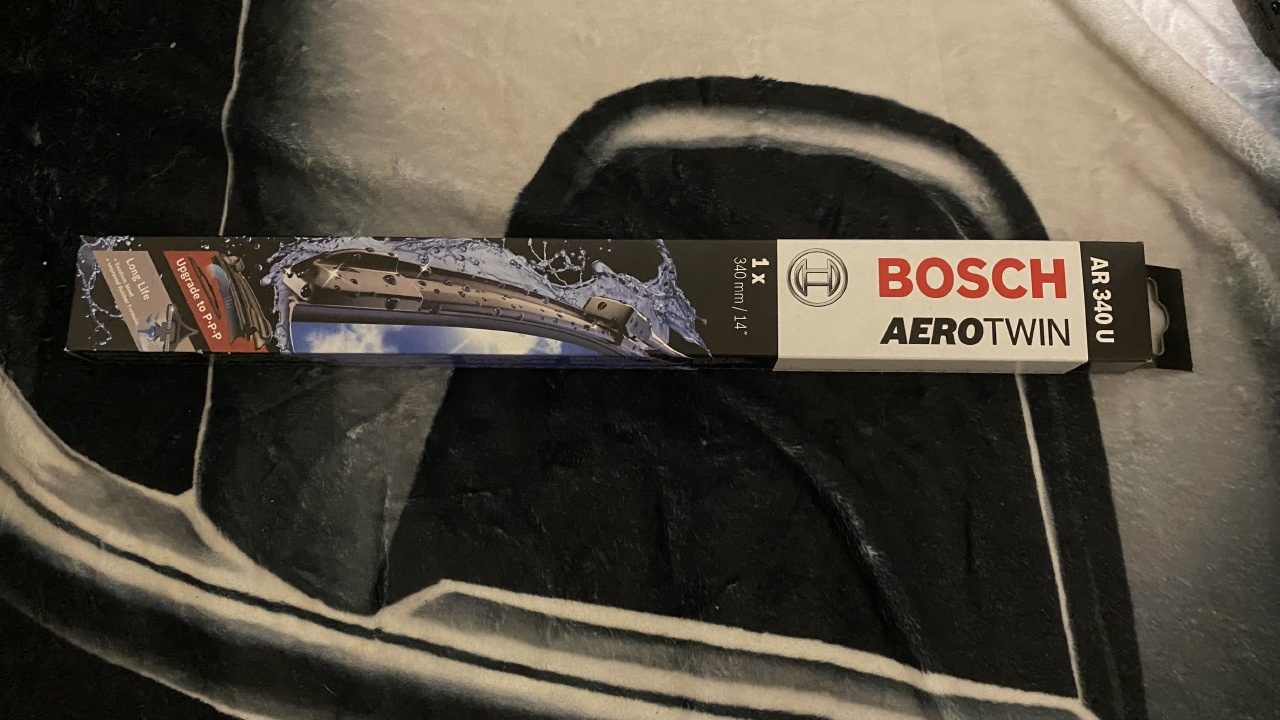 Long Life
Upgrade to P·P·P
1 x
340 mm / 14"
BOSCH
AEROTWIN
AR 340 U